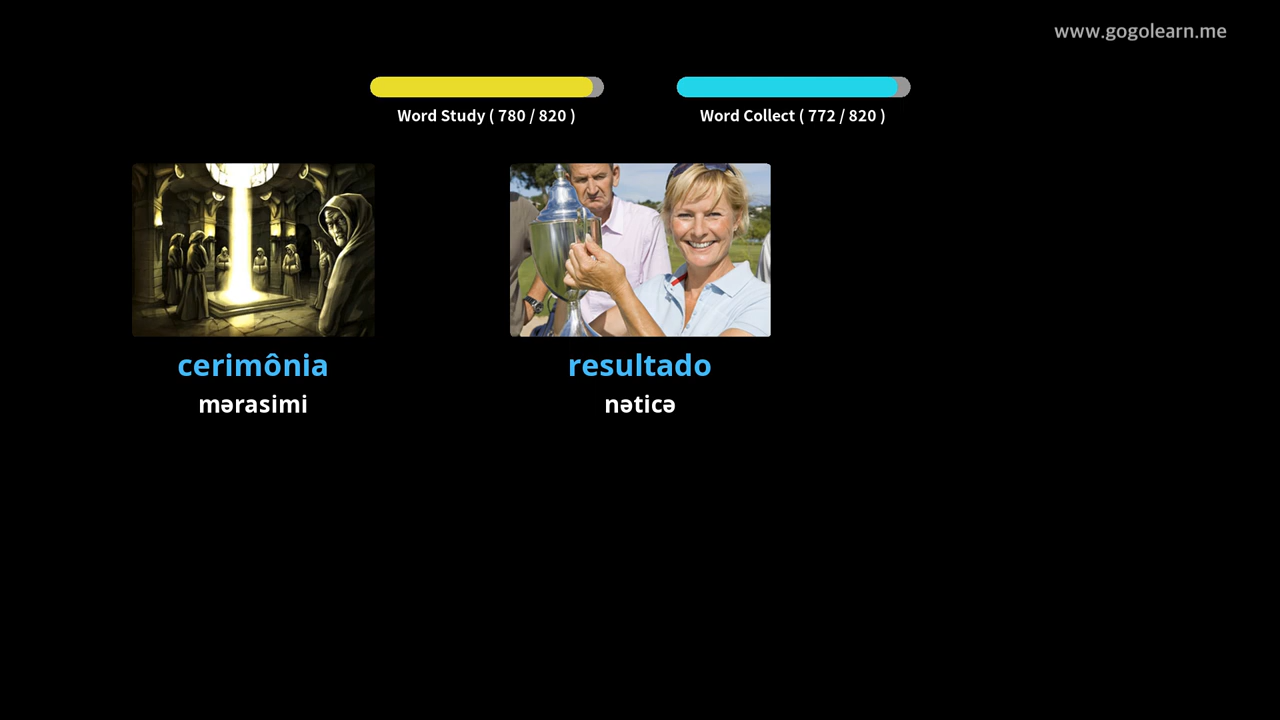 www.gogolearn.me
Word Study ( 780 / 820 )
Word Collect ( 772 / 820 )
cerimônia
mərasimi
resultado
nəticə